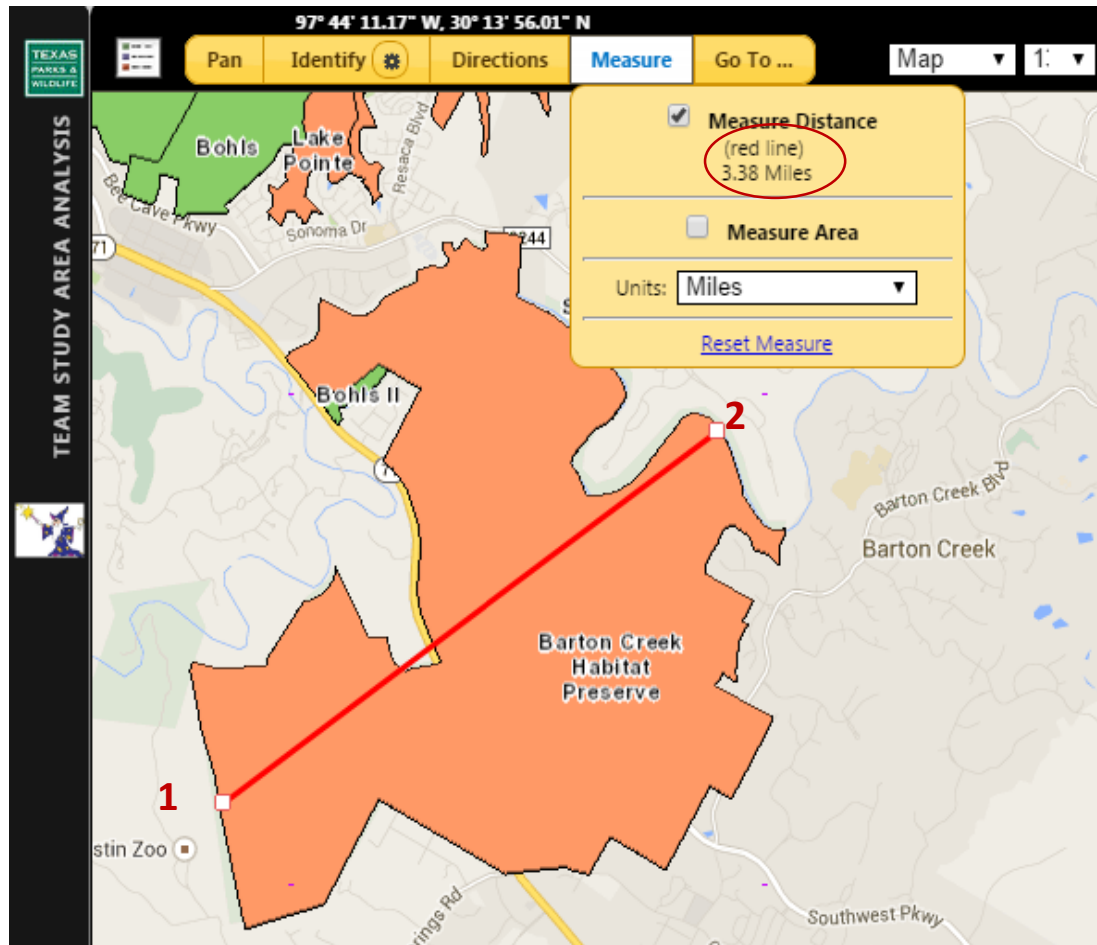 97° 44' 11.17" W, 30° 13' 56.01" N
TEXAS
PARKS &
WILDLIFE
TEAM STUDY AREA ANALYSIS
Pan
Identify
Directions
Measure
Go To ...
Map
1:
Measure Distance
(red line)
3.38 Miles
Measure Area
Units:
Miles
Reset Measure
Bohls
Lake
Pointe
Resaca Blvd
Bee Cave Pkwy
Sonoma Dr
2244
71
Bohls II
2
Barton Creek Blvd
Barton Creek
Barton Creek
Habitat
Preserve
1
stin Zoo
rings Rd
Southwest Pkwy